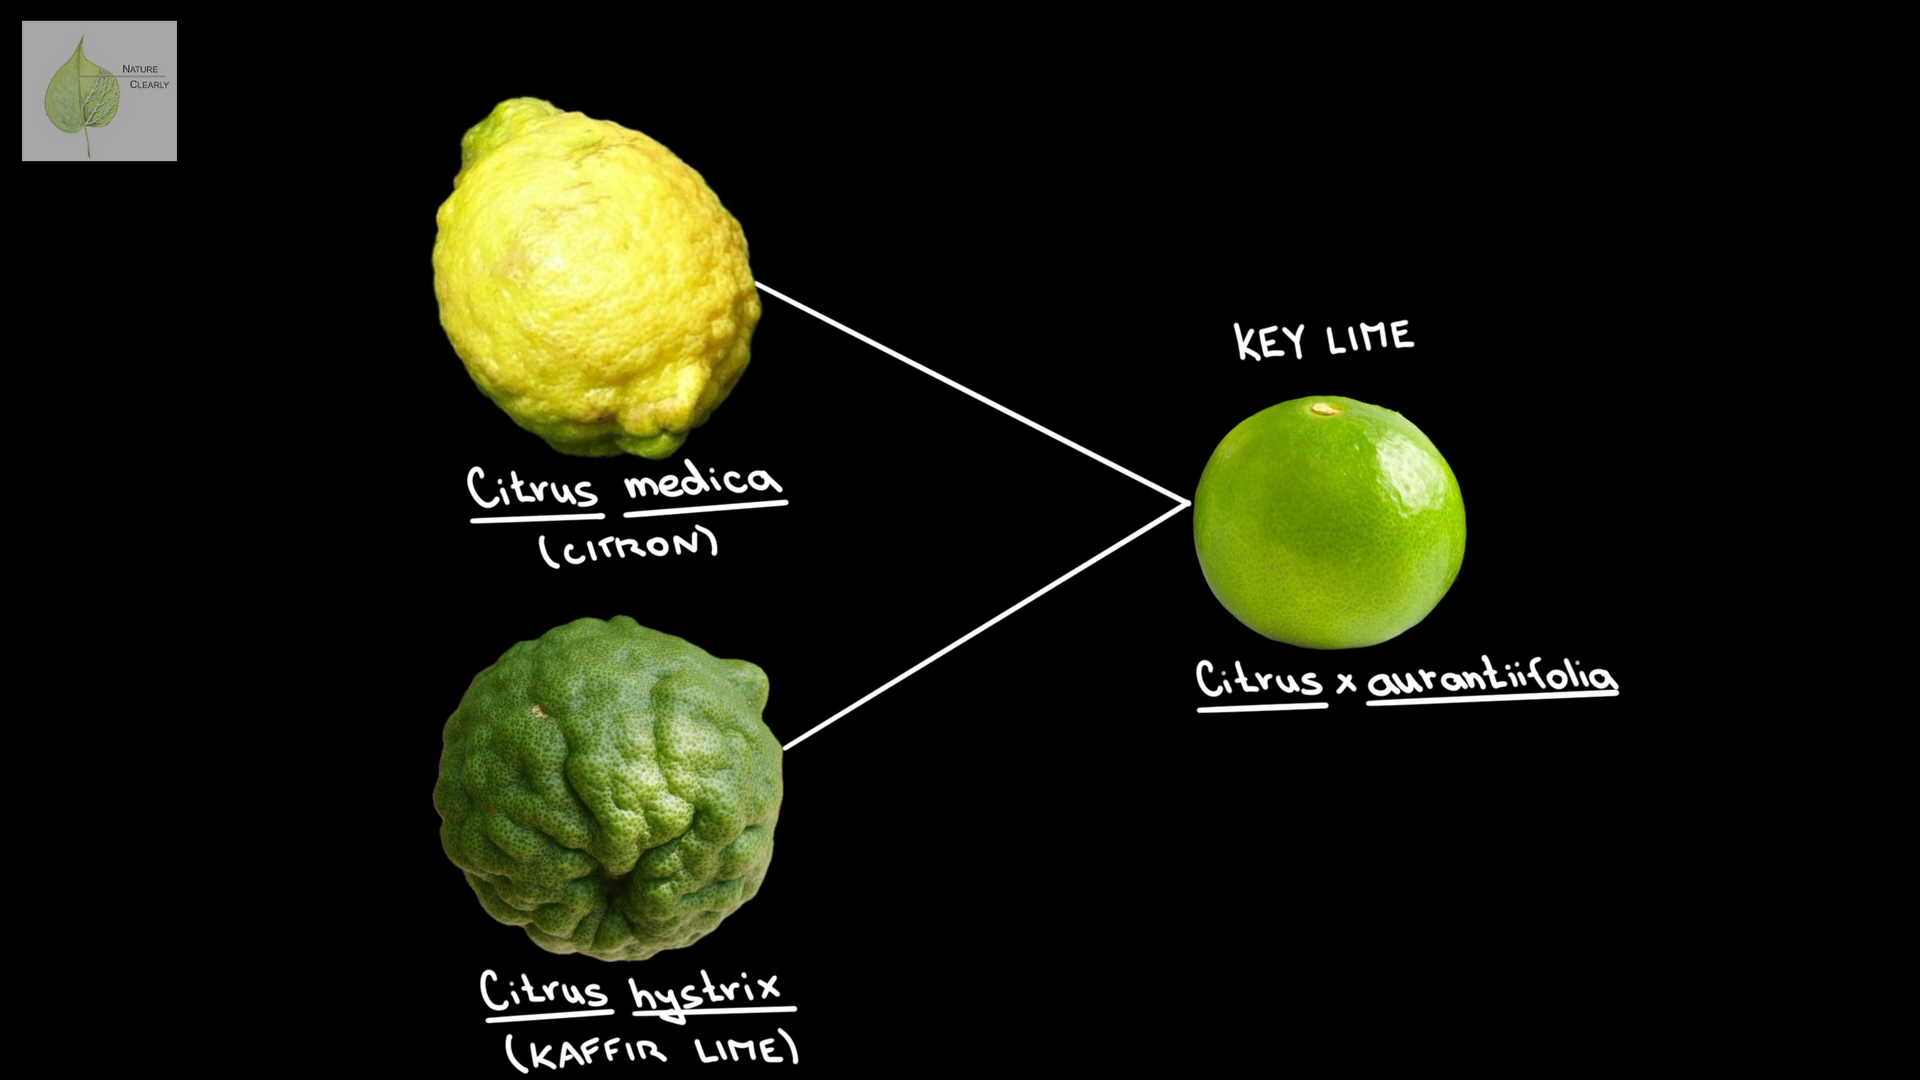 NATURE
CLEARLY
Citrus medica
(CITRON)
Citrus hystrix
(KAFFIR LIME)
KEY LIME
Citrus x aurantiifolia